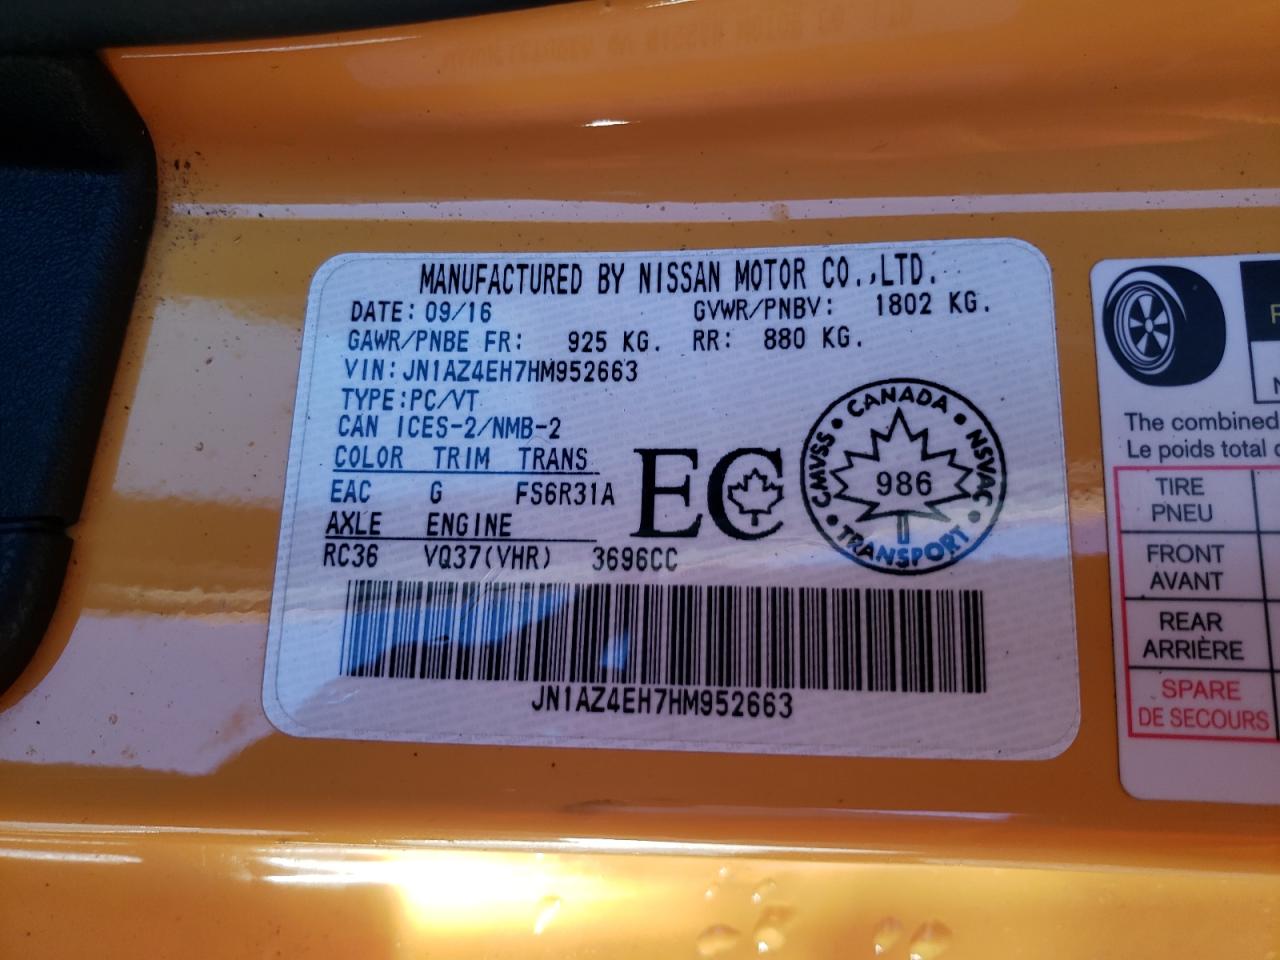 MANUFACTURED BY NISSAN MOTOR CO.,LTD.
DATE: 09/16 GVWR/PNBV: 1802 KG.
GAWR/PNBE FR: 925 KG. RR: 880 KG.
VIN:JN1AZ4EH7HM952663
TYPE:PC/VT
CAN ICES-2/NMB-2
COLOR TRIM TRANS
EAC G FS6R31A
AXLE ENGINE
RC36 VQ37(VHR) 3696CC
EC
CANADA
CMVSS NSVAC
986
TRANSPORT
JN1AZ4EH7HM952663
The combined
Le poids total
TIRE
PNEU
FRONT
AVANT
REAR
ARRIÈRE
SPARE
DE SECOURS